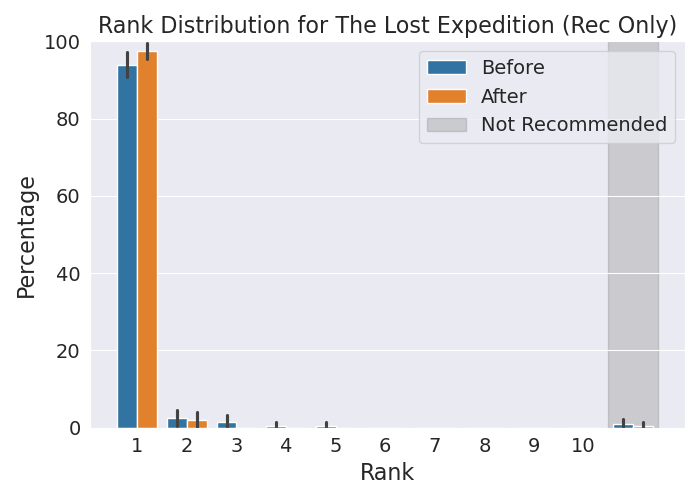 Rank Distribution for The Lost Expedition (Rec Only)
100
80
60
40
20
0
Percentage
Before
After
Not Recommended
1 2 3 4 5 6 7 8 9 10
Rank